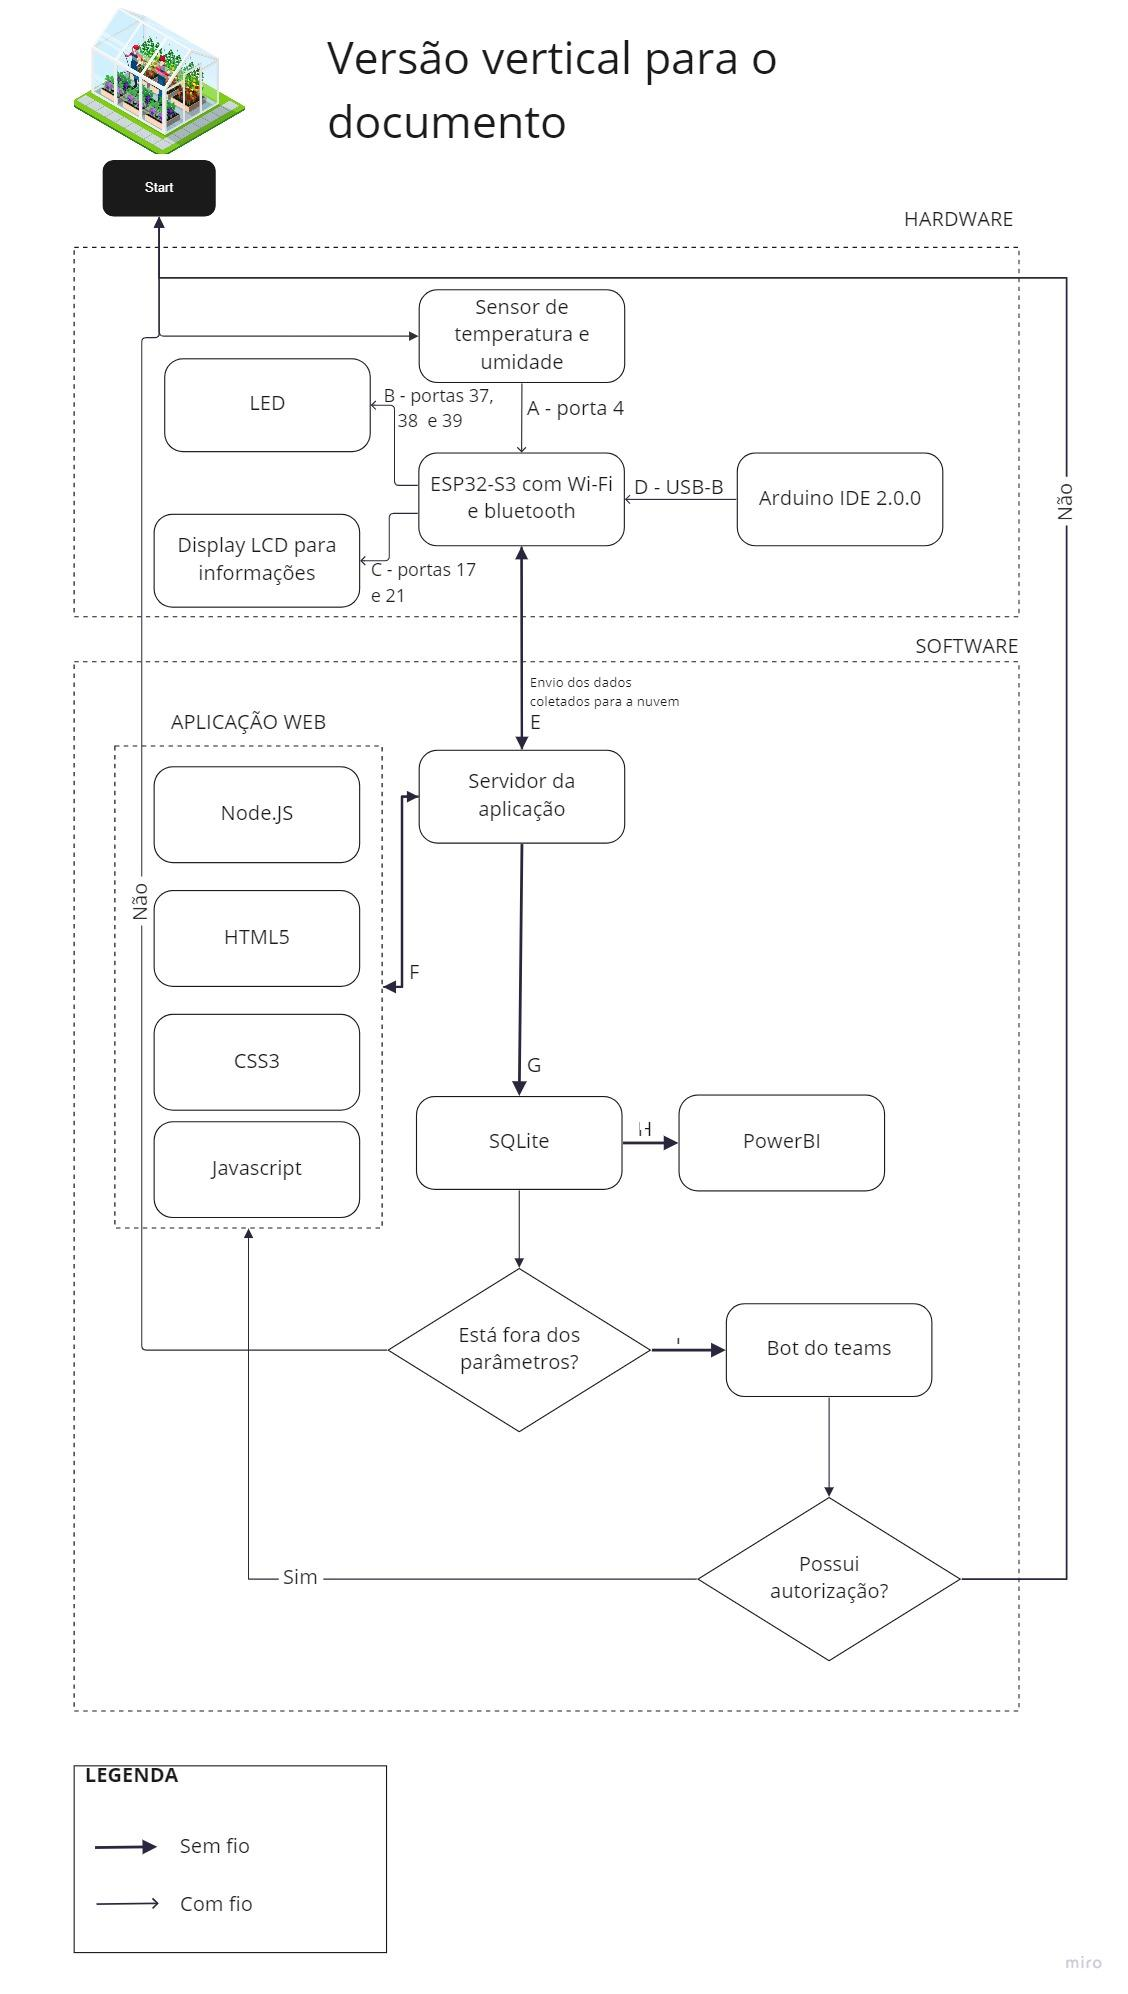 Versão vertical para o
documento
Start
HARDWARE
Sensor de
temperatura e
umidade
LED
B - portas 37,
38 e 39
A - porta 4
ESP32-S3 com Wi-Fi
e bluetooth
D - USB-B
Arduino IDE 2.0.0
Não
Display LCD para
informações
C - portas 17
e 21
SOFTWARE
Envio dos dados
coletados para a nuvem
E
APLICAÇÃO WEB
Servidor da
aplicação
Node.JS
Não
HTML5
F
CSS3
G
SQLite
H
PowerBI
Javascript
Está fora dos
parâmetros?
Bot do teams
Possui
autorização?
Sim
LEGENDA
Sem fio
Com fio
miro